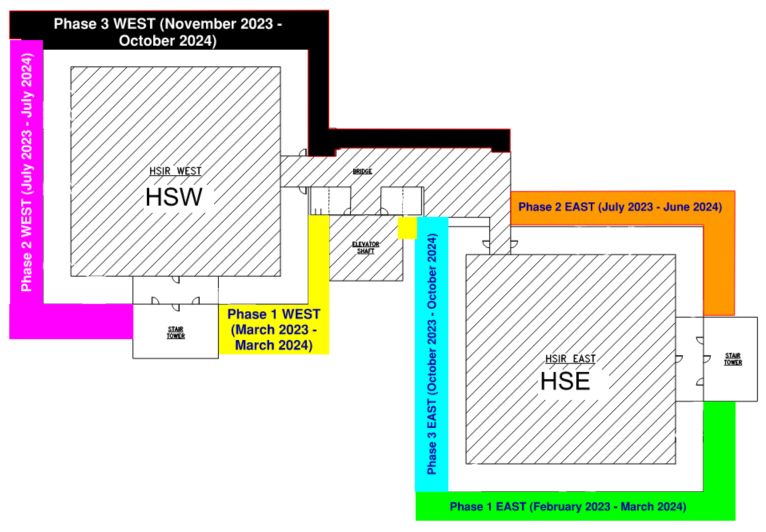 Phase 3 WEST (November 2023 -
October 2024)
Phase 2 WEST (July 2023 - July 2024)
HSIR WEST
HSW
BRIDGE
ELEVATOR
SHAFT
Phase 2 EAST (July 2023 - June 2024)
Phase 1 WEST
(March 2023 -
March 2024)
STAIR
TOWER
Phase 3 EAST (October 2023 - October 2024)
HSIR EAST
HSE
STAIR
TOWER
Phase 1 EAST (February 2023 - March 2024)